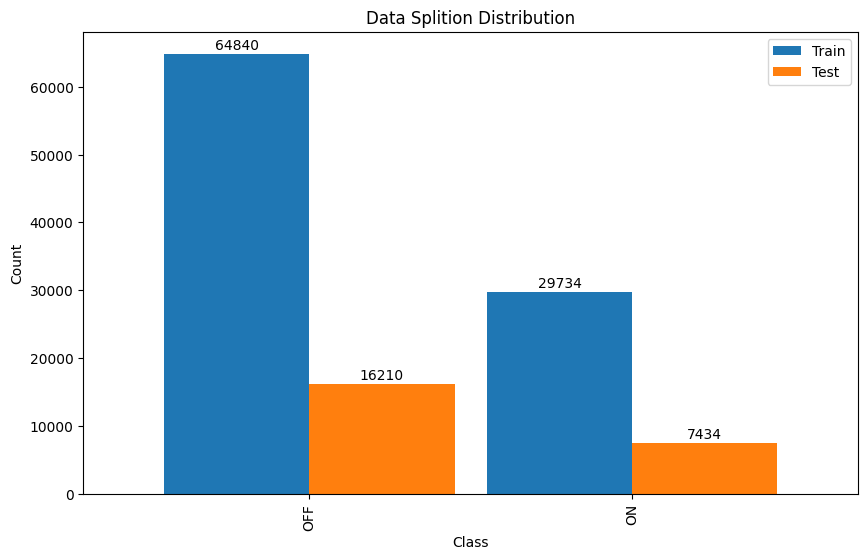 Data Splition Distribution
64840
Train
Test
60000
50000
40000
Count
30000
29734
20000
16210
10000
7434
0
OFF
ON
Class